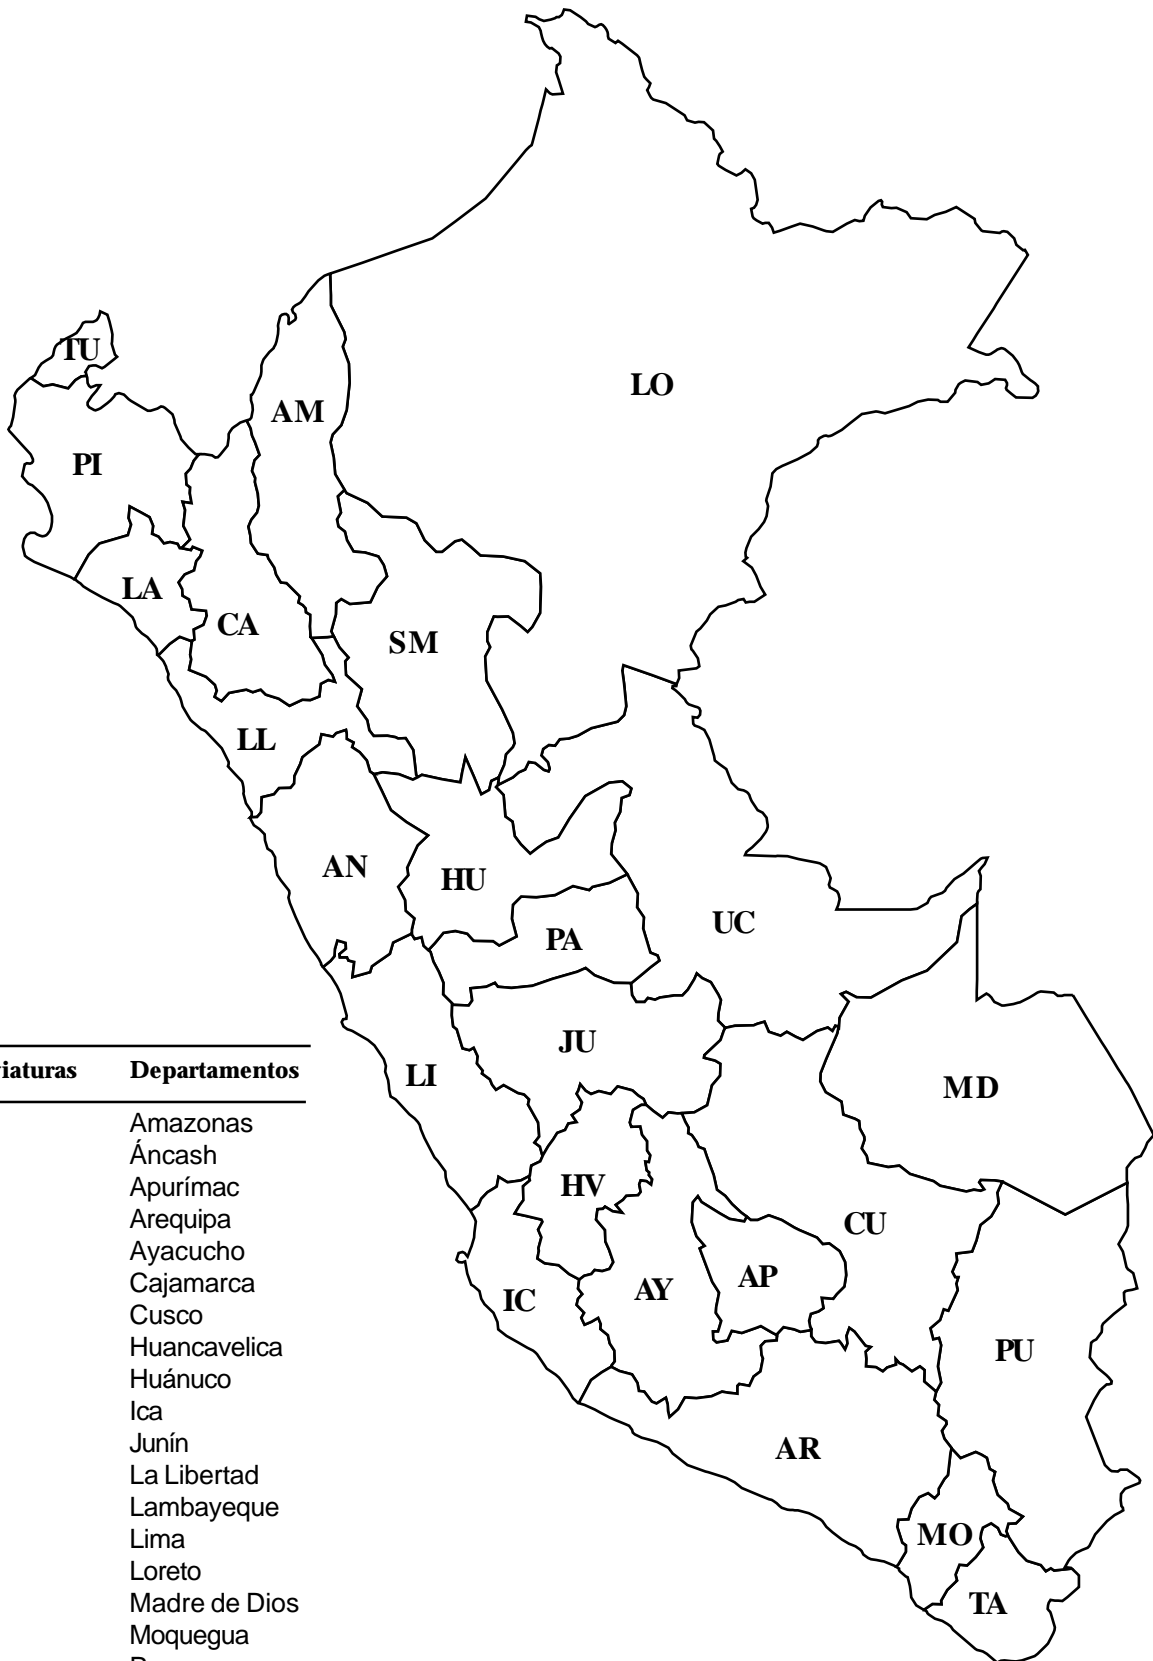 TU
LO
AM
PI
LA
CA
SM
LL
AN
HU
UC
PA
JU
LI
MD
HV
CU
AP
AY
IC
PU
AR
MO
TA
iaturas Departamentos
Amazonas
Áncash
Apurímac
Arequipa
Ayacucho
Cajamarca
Cusco
Huancavelica
Huánuco
Ica
Junín
La Libertad
Lambayeque
Lima
Loreto
Madre de Dios
Moquegua